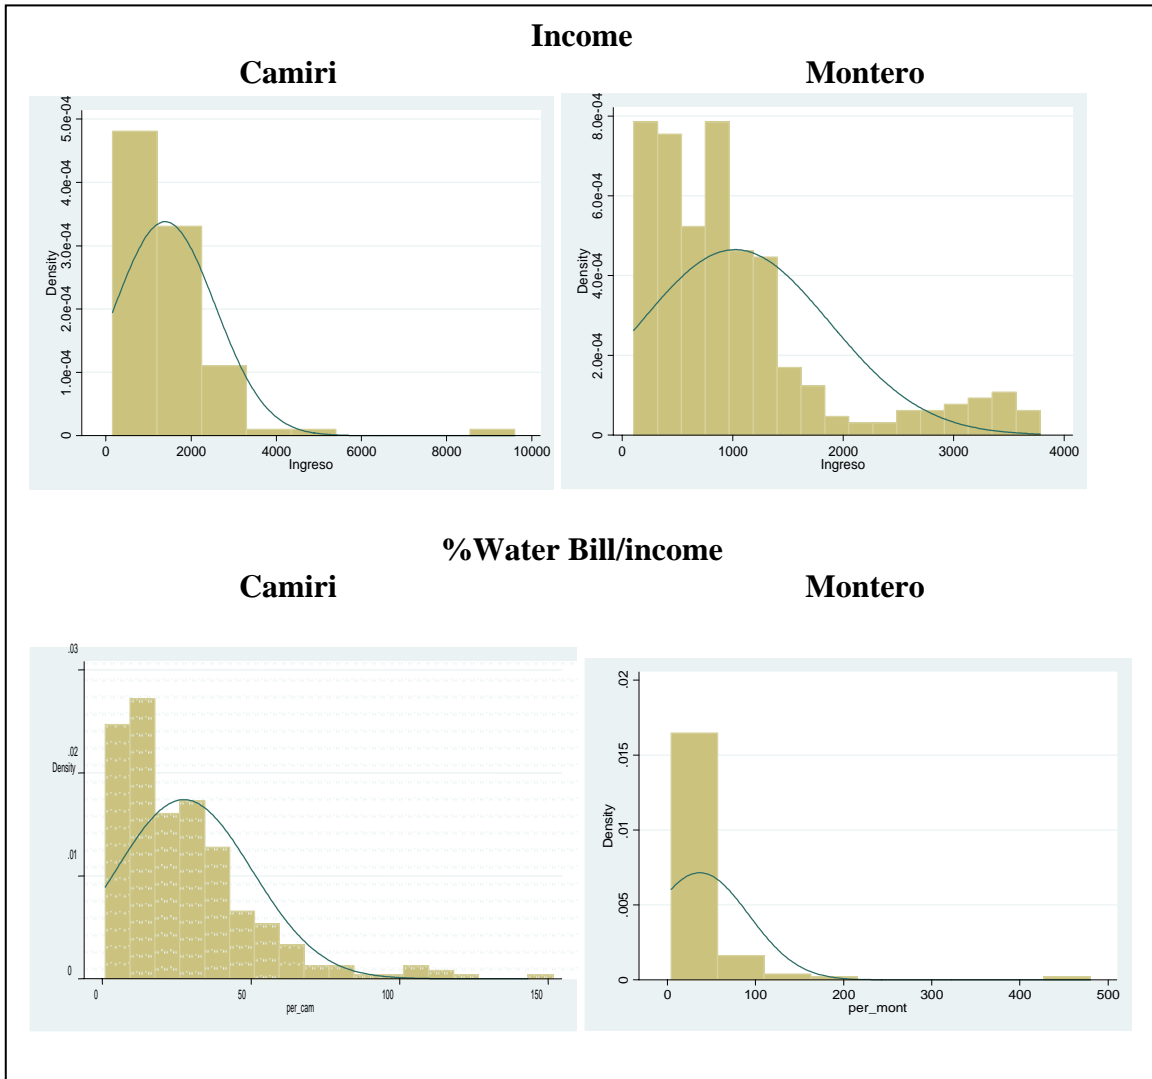 Income
Camiri Montero
5.0e-04
4.0e-04
3.0e-04
2.0e-04
1.0e-04
0
Density
0 2000 4000 6000 8000 10000
Ingreso
8.0e-04
6.0e-04
4.0e-04
2.0e-04
0
Density
0 1000 2000 3000 4000
Ingreso
%Water Bill/income
Camiri Montero
.03
.02
Density
.01
0
0 50 100 150
per_cam
.02
.015
.01
.005
0
Density
0 100 200 300 400 500
per_mont